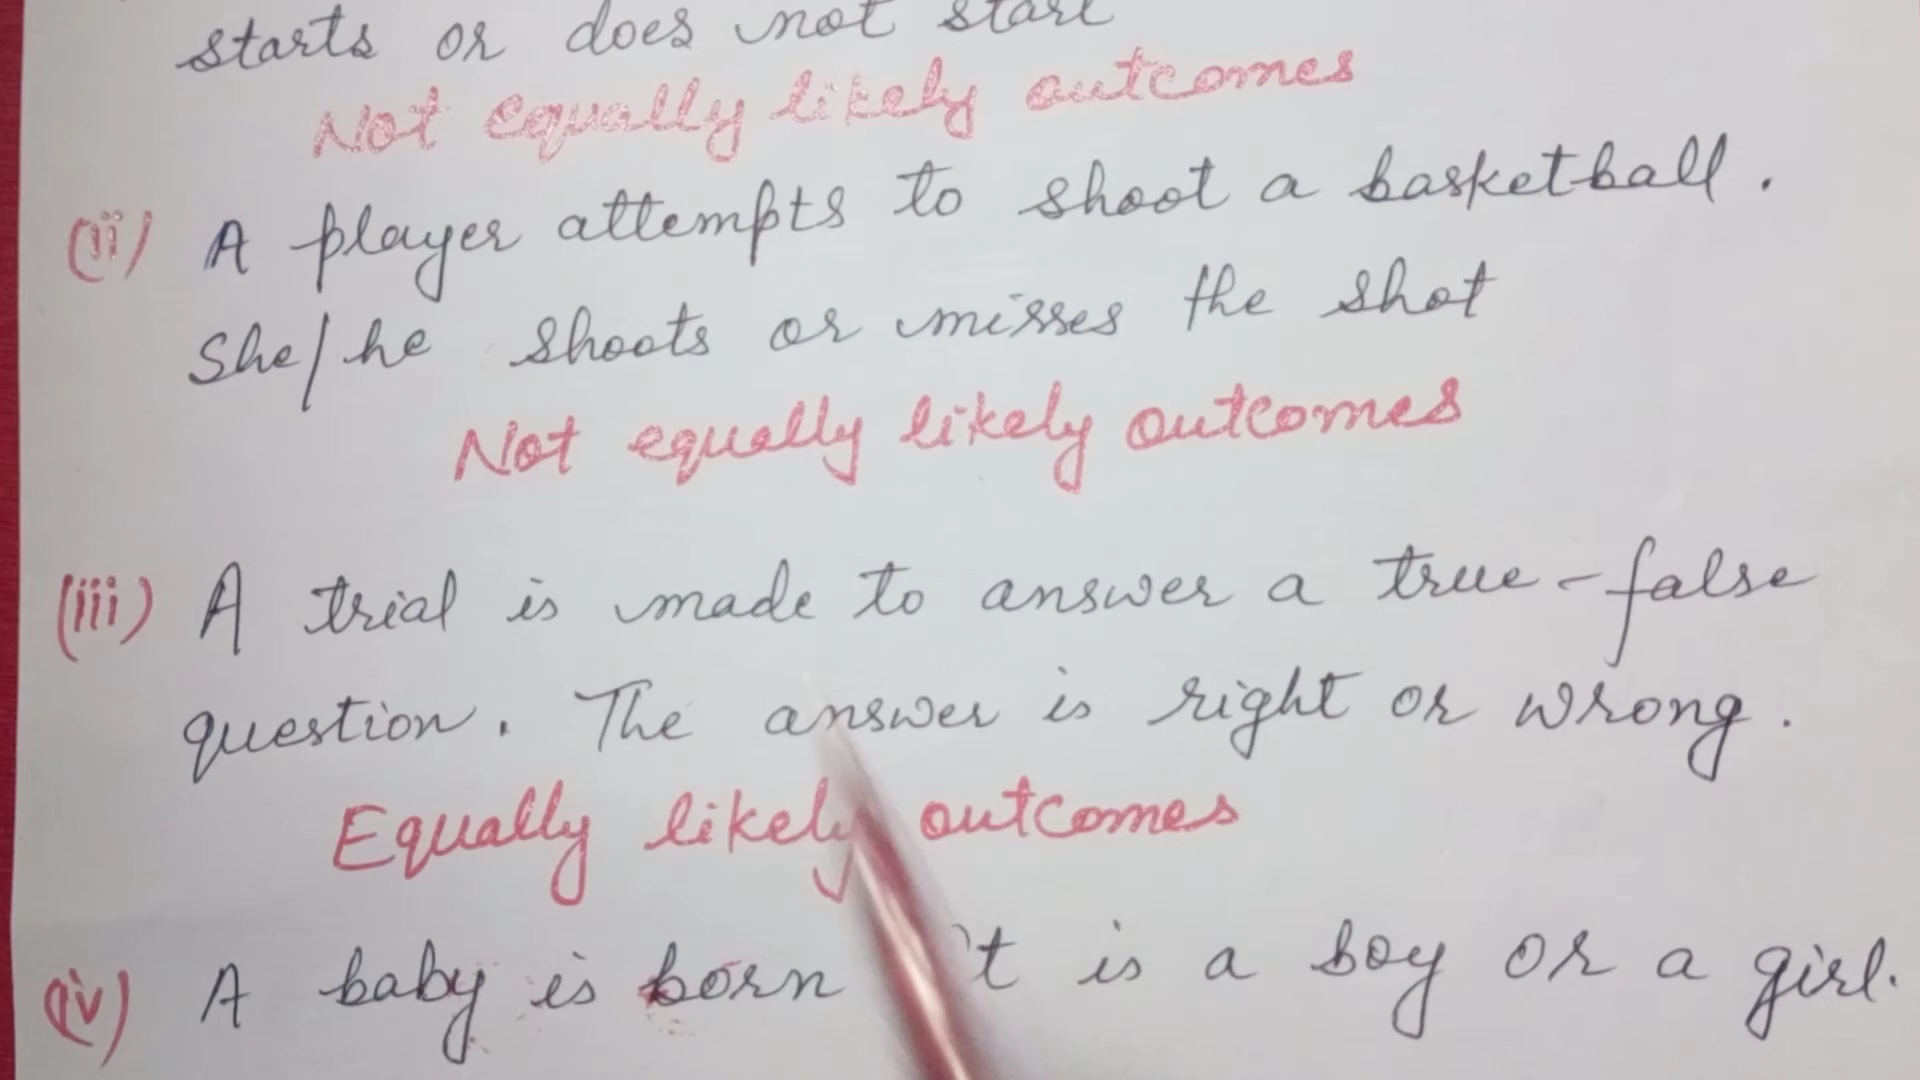 starts or does not start
Not equally likely outcomes
(ii) A player attempts to shoot a basketball.
She/he shoots or misses the shot
Not equally likely outcomes
(iii) A trial is made to answer a true-false
question. The answer is right or wrong.
Equally likely outcomes
(iv) A baby is born It is a boy or a girl.